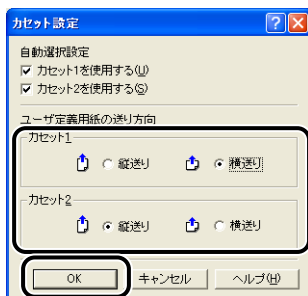 カセット設定
自動選択設定
カセット1を使用する(U)
カセット2を使用する(S)
ユーザ定義用紙の送り方向
カセット1
縦送り 横送り
カセット2
縦送り 横送り
OK キャンセル ヘルプ(H)